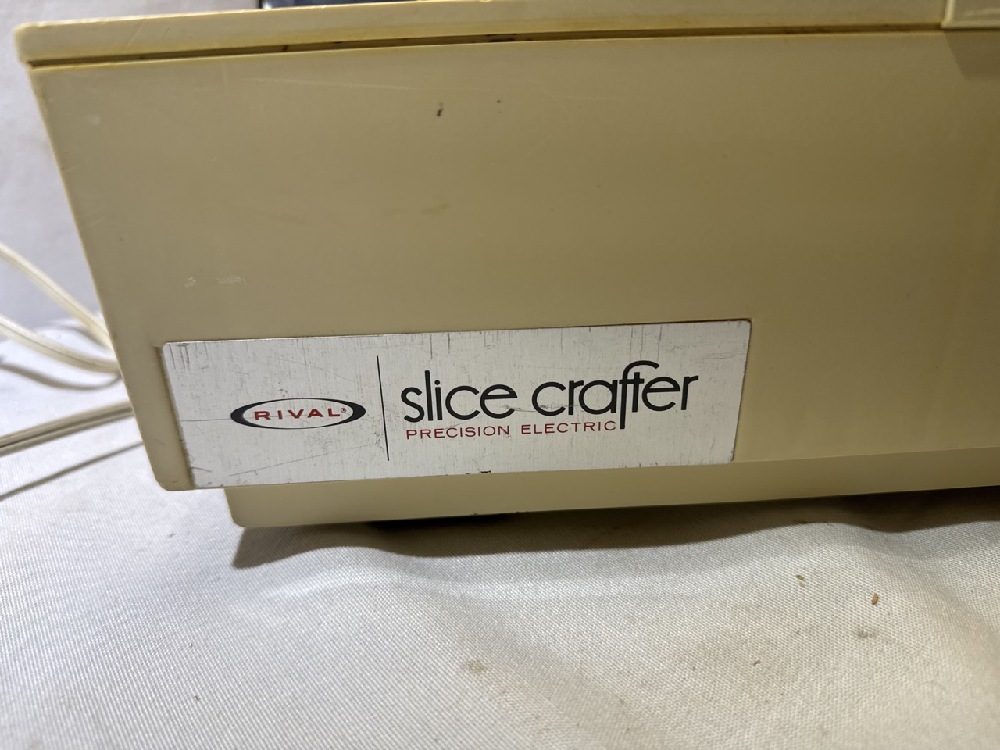 RIVAL®
slice crafter
PRECISION ELECTRIC